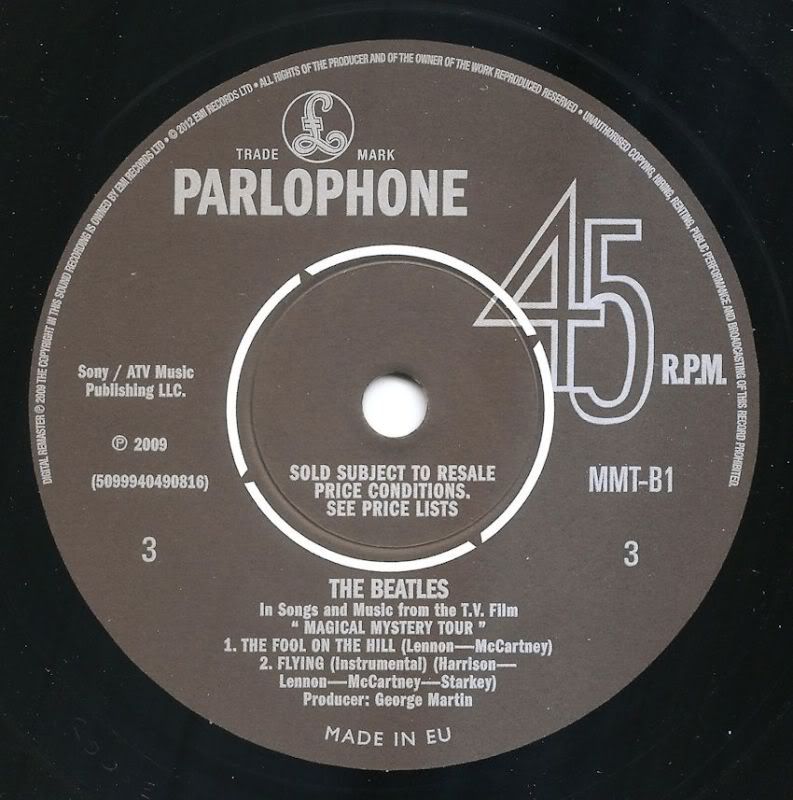 DIGITAL REMASTER ℗ 2009 THE COPYRIGHT IN THIS SOUND RECORDING IS OWNED BY EMI RECORDS LTD • © 2012 EMI RECORDS LTD • ALL RIGHTS OF THE PRODUCER AND OF THE OWNER OF THE WORK REPRODUCED RESERVED • UNAUTHORISED COPYING, HIRING, RENTING, PUBLIC PERFORMANCE AND BROADCASTING OF THIS RECORD PROHIBITED.
£
TRADE MARK
PARLOPHONE
45
R.P.M.
Sony / ATV Music
Publishing LLC.
℗ 2009
(5099940490816)
SOLD SUBJECT TO RESALE
PRICE CONDITIONS.
SEE PRICE LISTS
MMT-B1
3
3
THE BEATLES
In Songs and Music from the T.V. Film
" MAGICAL MYSTERY TOUR "
1. THE FOOL ON THE HILL (Lennon—McCartney)
2. FLYING (Instrumental) (Harrison—
Lennon—McCartney—Starkey)
Producer: George Martin
MADE IN EU